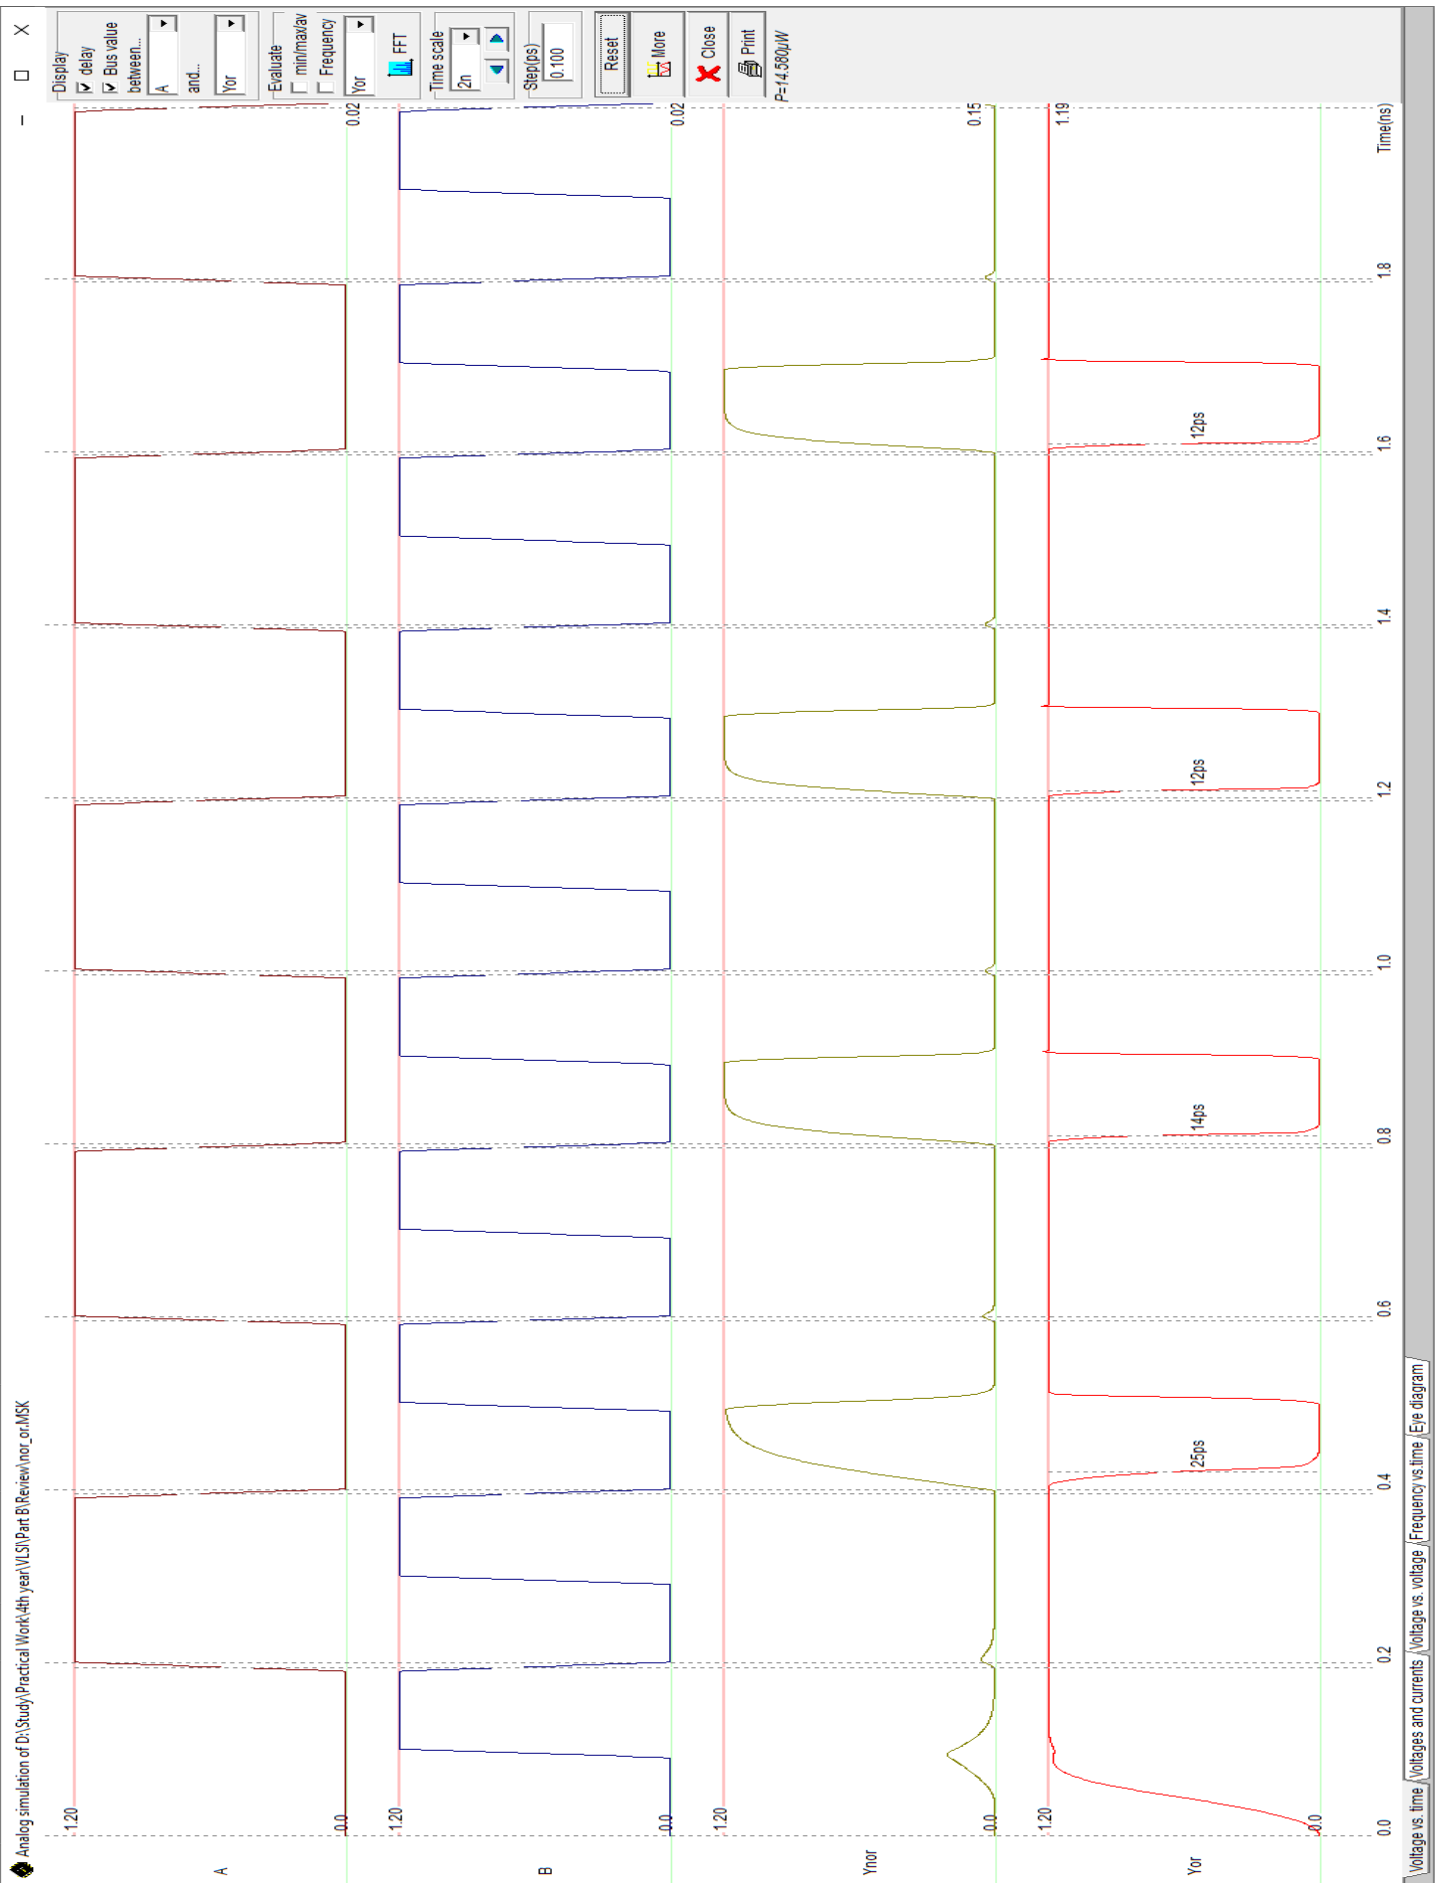 Analog simulation of D:\Study\Practical Work\4th year\VLSI\Part B\Review\nor_or.MSK
A
1.20
0.0
0.02
B
1.20
0.0
0.02
Ynor
1.20
0.0
0.15
Yor
1.20
0.0
25ps
14ps
12ps
12ps
1.19
0.0
0.2
0.4
0.6
0.8
1.0
1.2
1.4
1.6
1.8
Time(ns)
Display
delay
Bus value
between...
A
and...
Yor
Evaluate
min/max/av
Frequency
Yor
FFT
Time scale
2n
Step(ps)
0.100
Reset
More
Close
Print
P=14.580µW
Voltage vs. time
Voltages and currents
Voltage vs. voltage
Frequency vs.time
Eye diagram